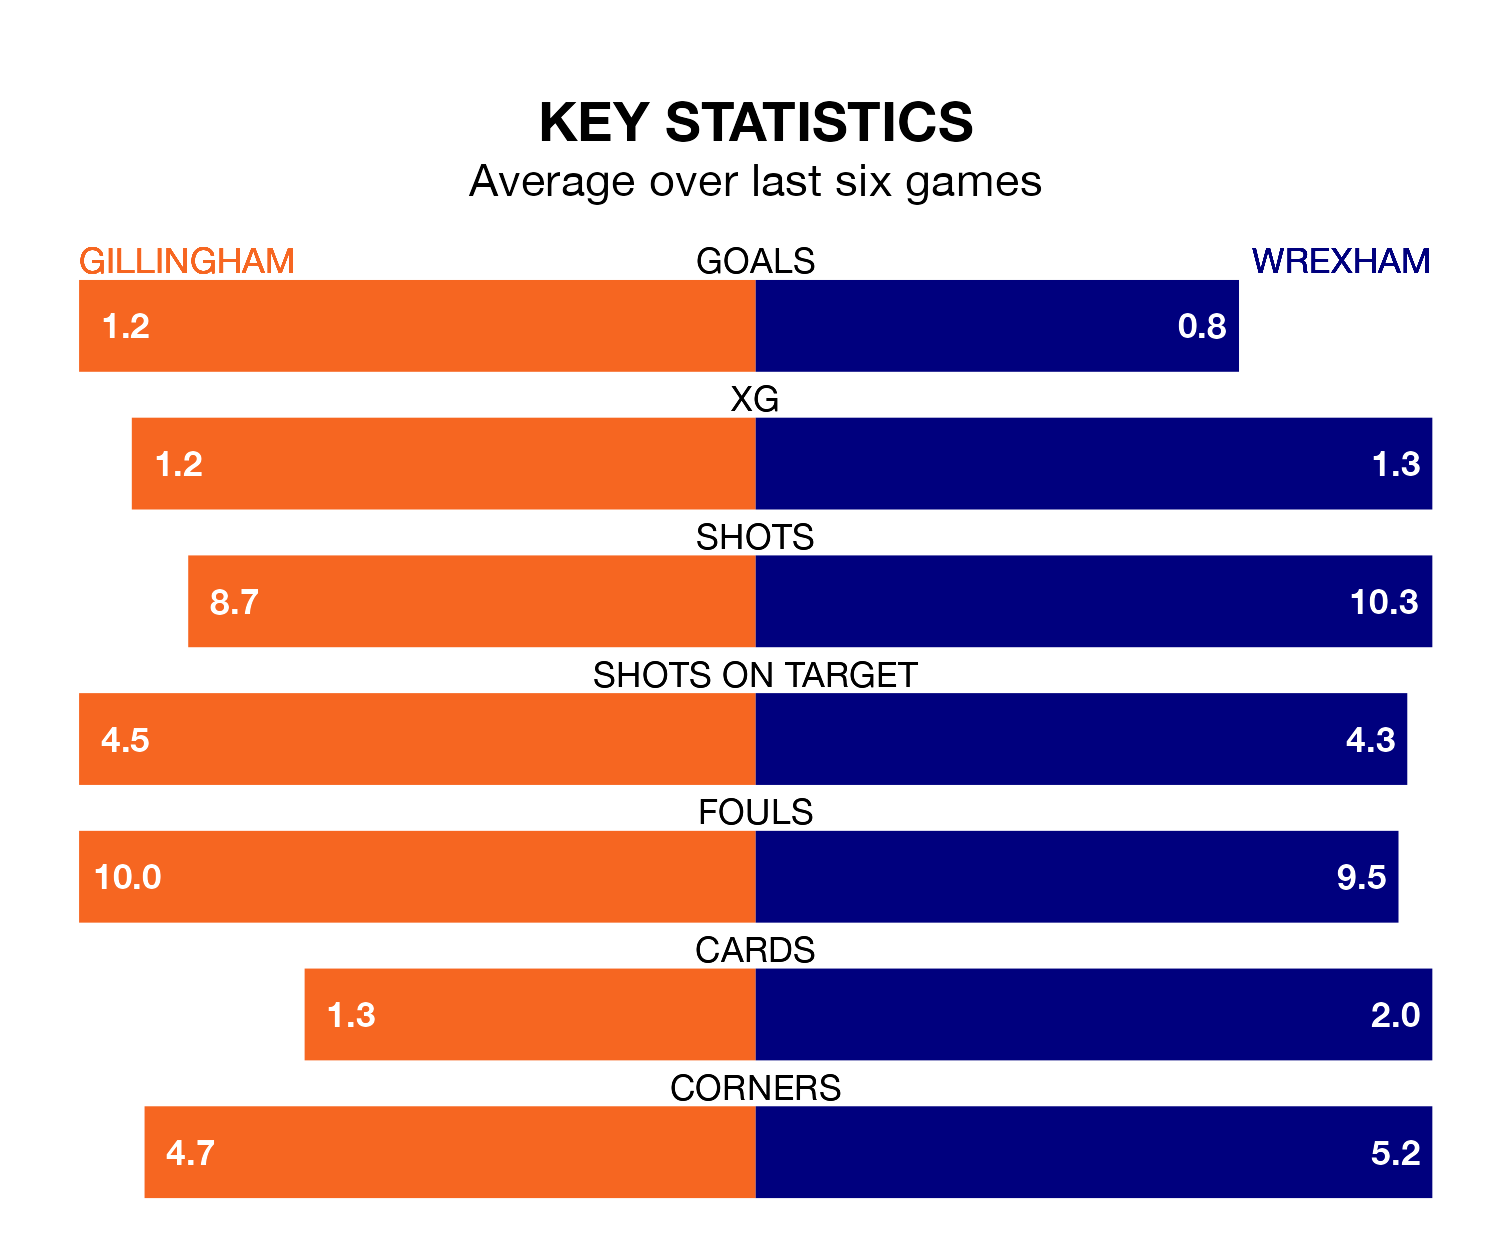 KEY STATISTICS
Average over last six games
GILLINGHAM GOALS WREXHAM
1.2 0.8
XG
1.2 1.3
SHOTS
8.7 10.3
SHOTS ON TARGET
4.5 4.3
FOULS
10.0 9.5
CARDS
1.3 2.0
CORNERS
4.7 5.2